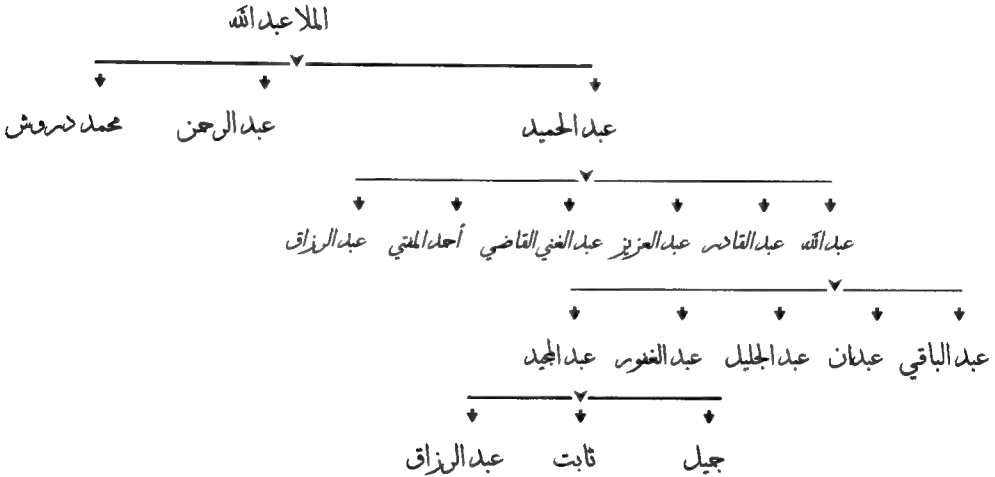 الملا عبد الله
عبد الحميد عبد الرحمن محمد دروش
عبد الله عبد القادر عبد العزيز عبد الغني القاضي أحمد المفتي عبد الرزاق
عبد الباقي عبدان عبد الجليل عبد الغفور عبد المجيد
جميل ثابت عبد الرزاق